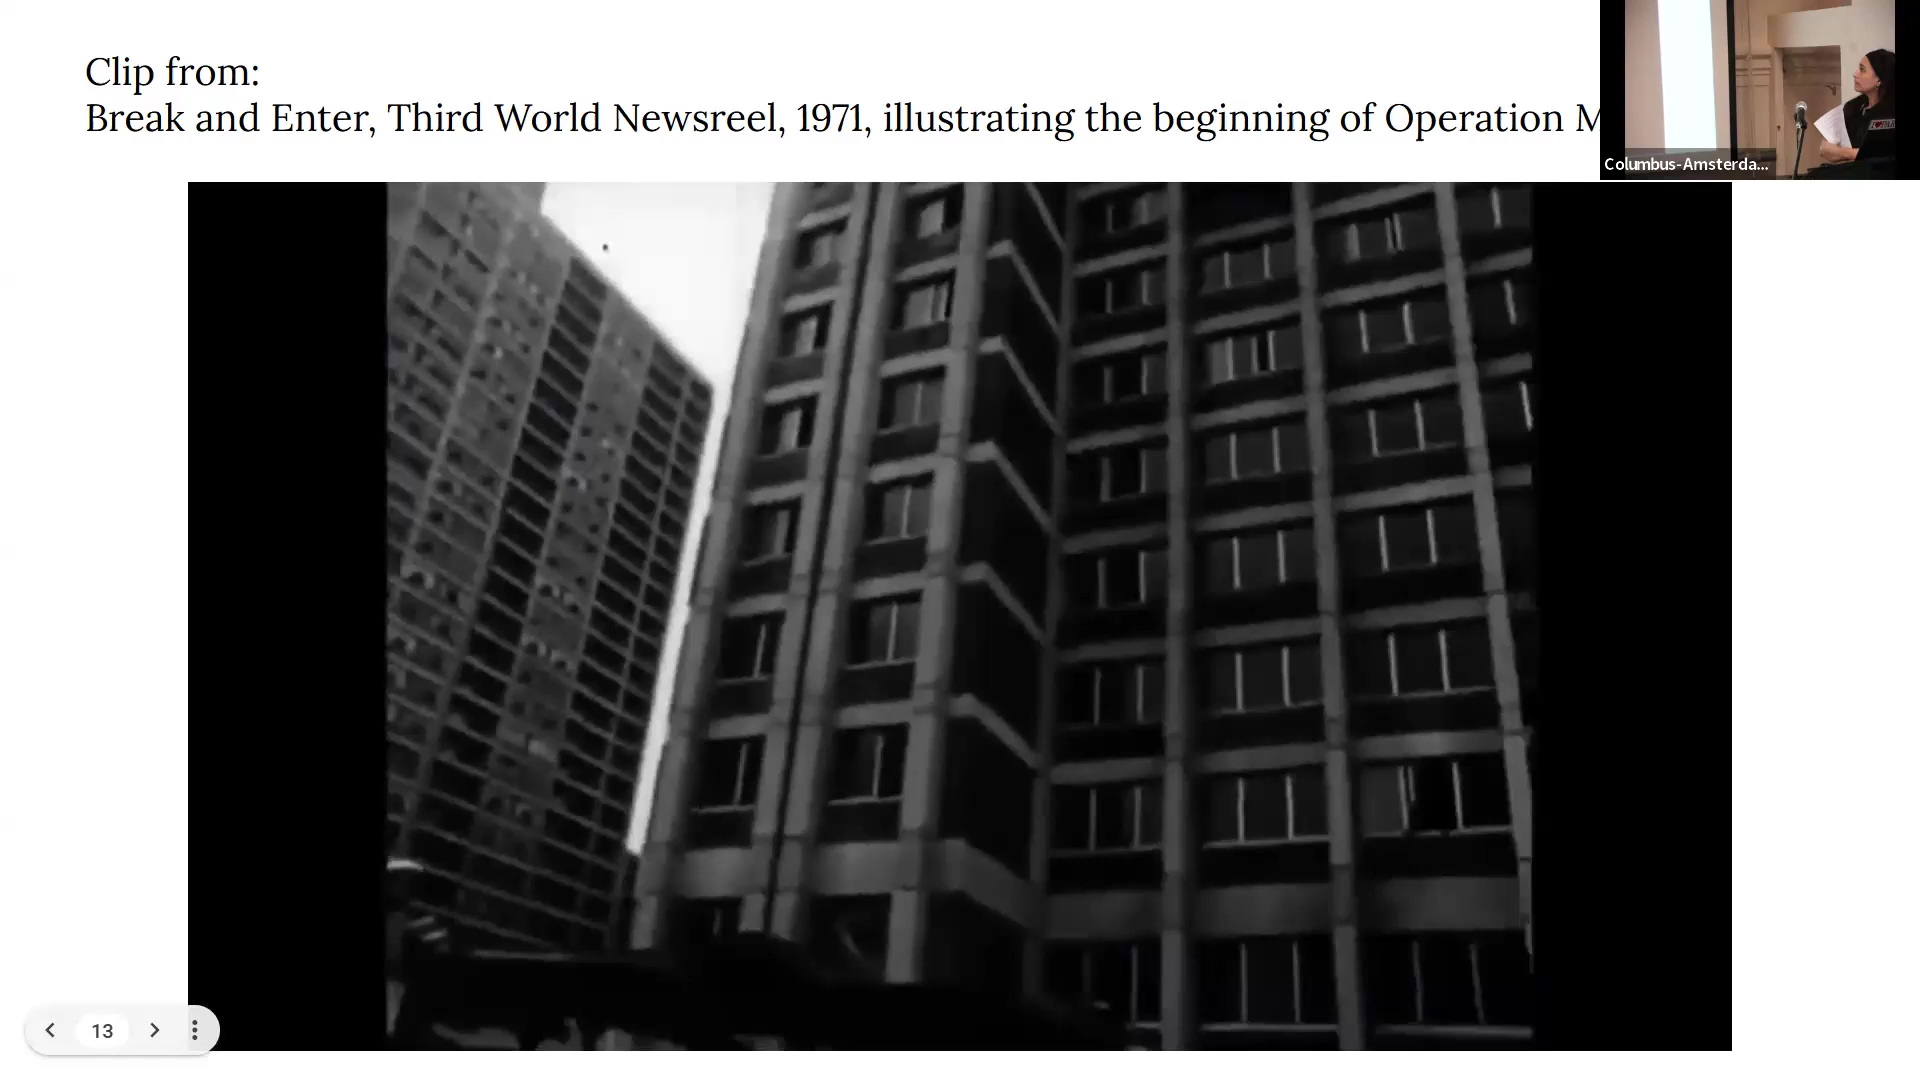 Clip from:
Break and Enter, Third World Newsreel, 1971, illustrating the beginning of Operation M
Columbus-Amsterda...
13